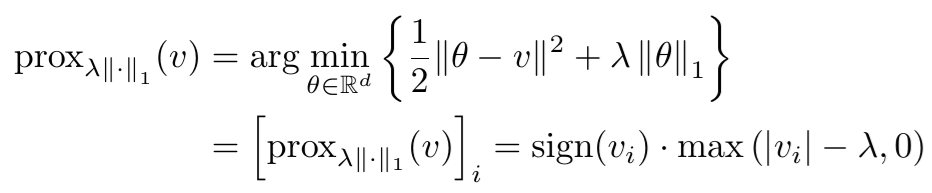 prox_{λ‖·‖₁}(v) = arg min_{θ∈ℝ^d} { 1/2 ‖θ − v‖² + λ ‖θ‖₁ }
= [prox_{λ‖·‖₁}(v)]_i = sign(v_i) · max (|v_i| − λ, 0)